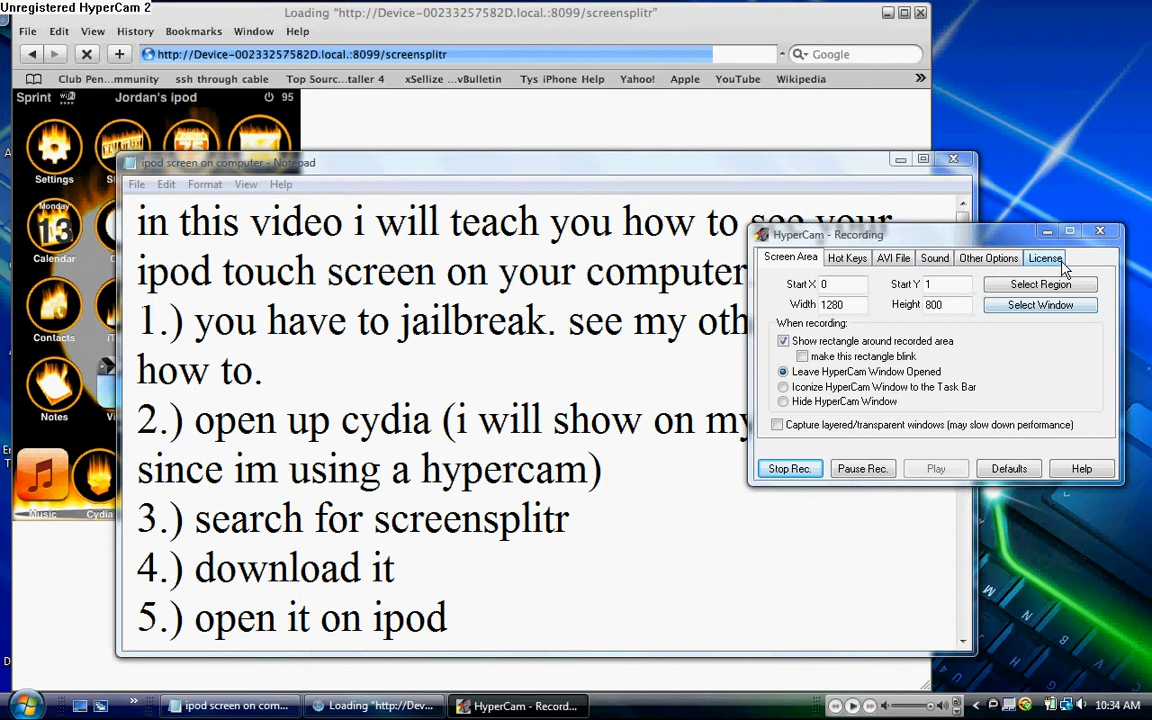 Unregistered HyperCam 2
Loading "http://Device-00233257582D.local.:8099/screensplitr"
File Edit View History Bookmarks Window Help
http://Device-00233257582D.local.:8099/screensplitr
Google
Club Pen...mmunity ssh through cable Top Sourc...taller 4 xSellize ...vBulletin Tys iPhone Help Yahoo! Apple YouTube Wikipedia
Sprint Jordan's ipod 95
Settings
Monday
13
Calendar
Contacts
Notes
Music Cydia
ipod screen on computer - Notepad
File Edit Format View Help
in this video i will teach you how to see your
ipod touch screen on your computer
1.) you have to jailbreak. see my oth
how to.
2.) open up cydia (i will show on my
since im using a hypercam)
3.) search for screensplitr
4.) download it
5.) open it on ipod
HyperCam - Recording
Screen Area Hot Keys AVI File Sound Other Options License
Start X 0 Start Y 1 Select Region
Width 1280 Height 800 Select Window
When recording:
Show rectangle around recorded area
make this rectangle blink
Leave HyperCam Window Opened
Iconize HyperCam Window to the Task Bar
Hide HyperCam Window
Capture layered/transparent windows (may slow down performance)
Stop Rec. Pause Rec. Play Defaults Help
ipod screen on com... Loading "http://De... HyperCam - Record... 10:34 AM